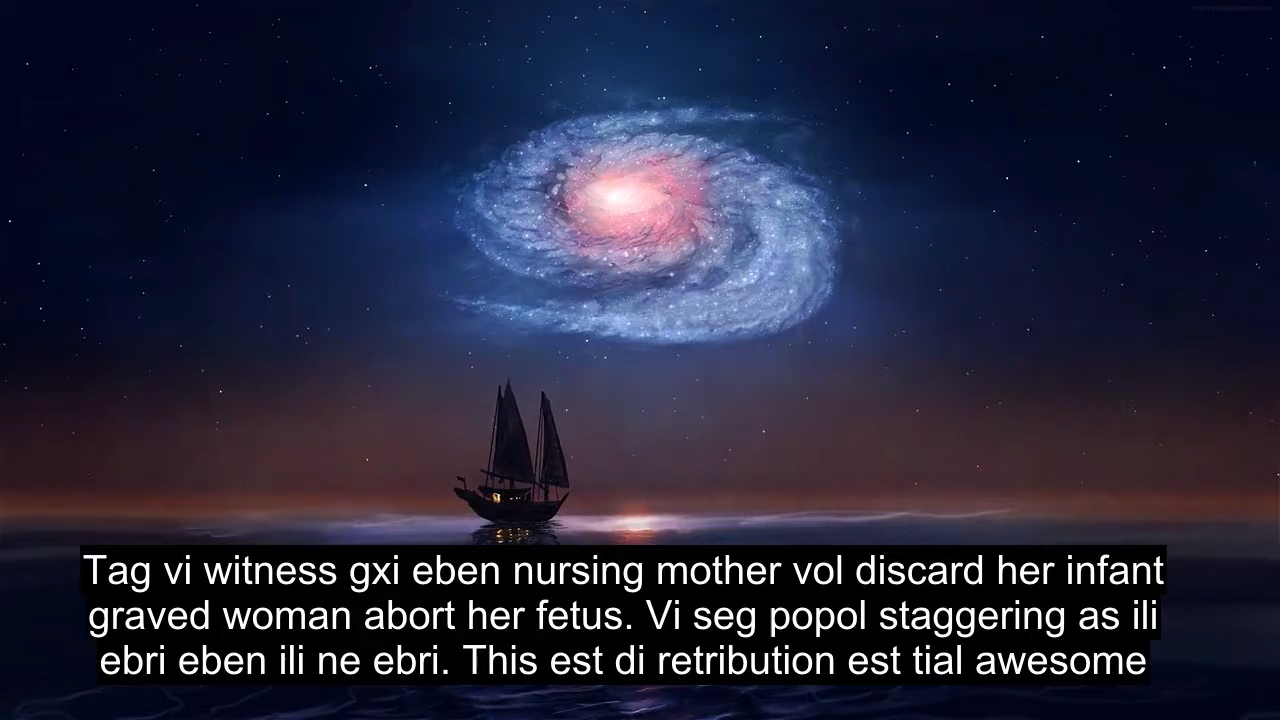 Tag vi witness gxi eben nursing mother vol discard her infant
graved woman abort her fetus. Vi seg popol staggering as ili
ebri eben ili ne ebri. This est di retribution est tial awesome